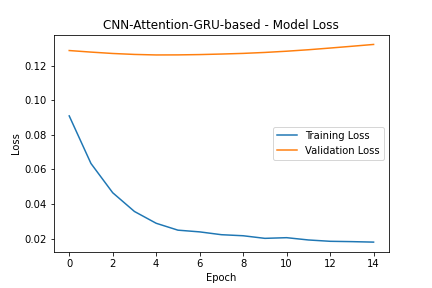 CNN-Attention-GRU-based - Model Loss
Loss
0.12
0.10
0.08
0.06
0.04
0.02
Training Loss
Validation Loss
0 2 4 6 8 10 12 14
Epoch